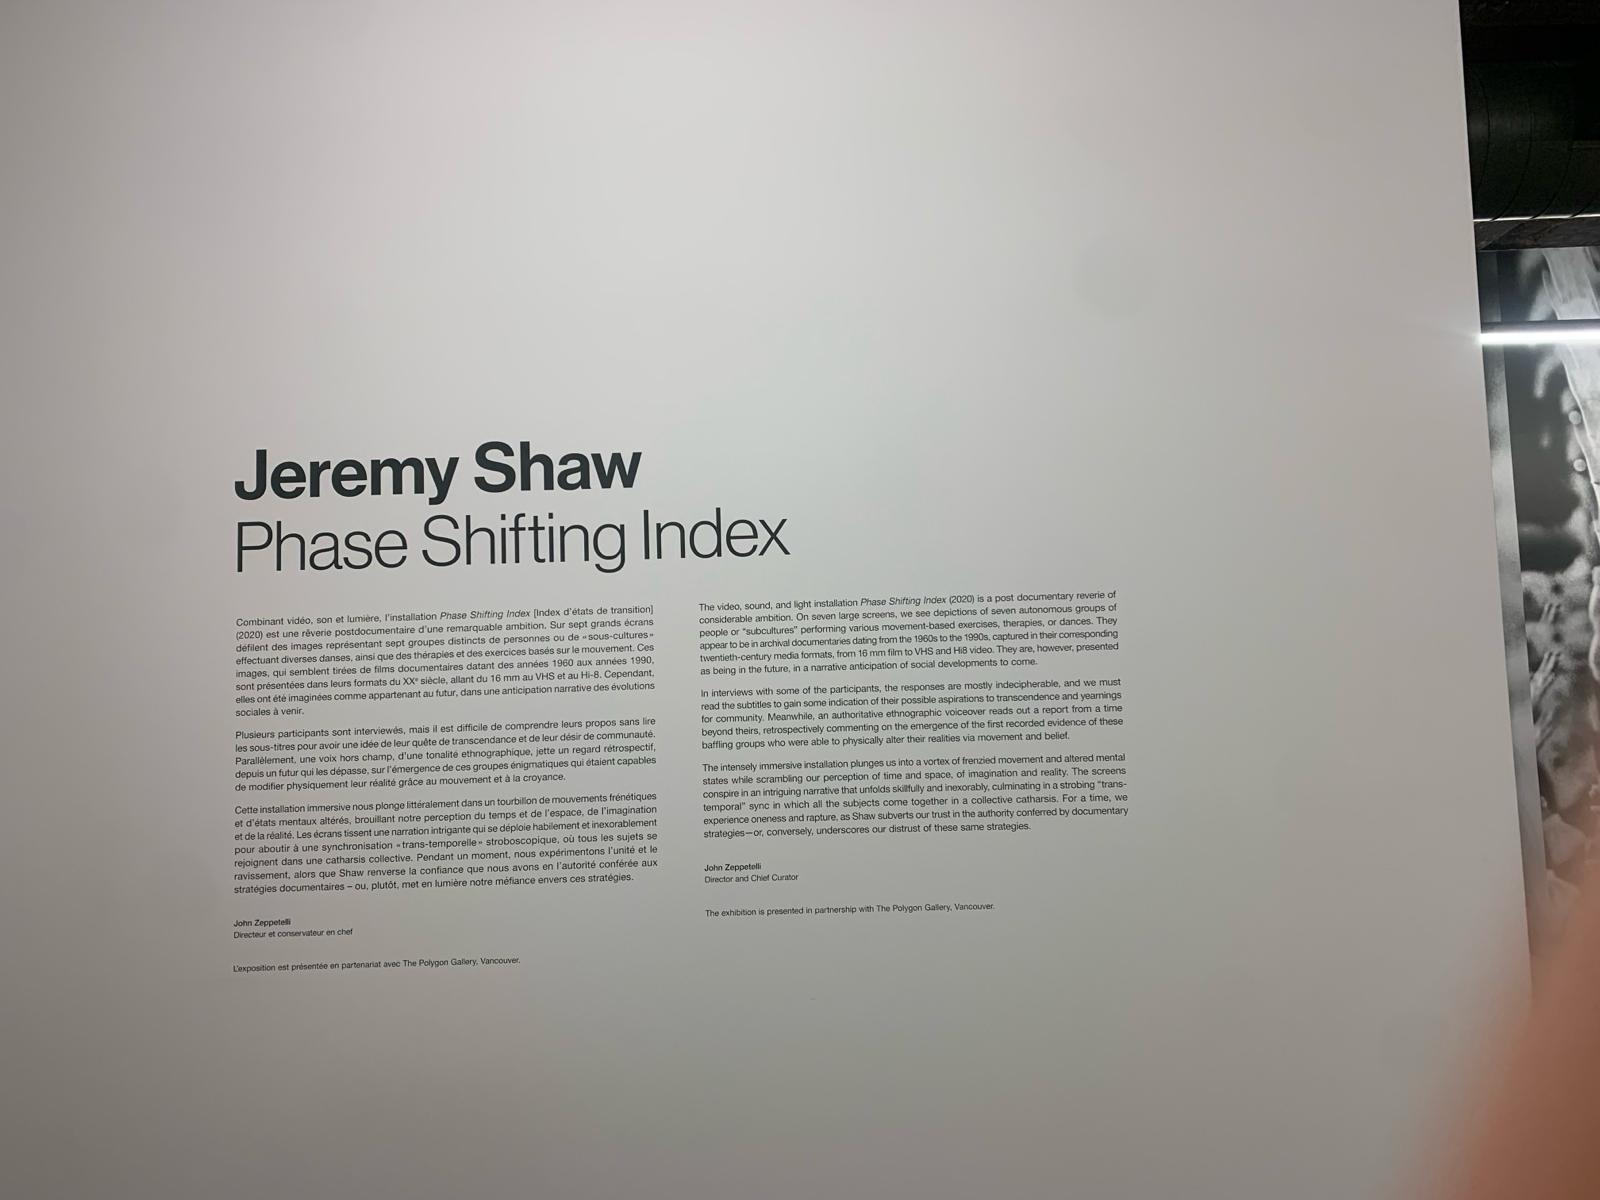 Jeremy Shaw
Phase Shifting Index
Combinant vidéo, son et lumière, l'installation Phase Shifting Index [Index d'états de transition]
(2020) est une rêverie postdocumentaire d'une remarquable ambition. Sur sept grands écrans
défilent des images représentant sept groupes distincts de personnes ou de « sous-cultures »
effectuant diverses danses, ainsi que des thérapies et des exercices basés sur le mouvement. Ces
images, qui semblent tirées de films documentaires datant des années 1960 aux années 1990,
sont présentées dans leurs formats du XXᵉ siècle, allant du 16 mm au VHS et au Hi-8. Cependant,
elles ont été imaginées comme appartenant au futur, dans une anticipation narrative des évolutions
sociales à venir.
Plusieurs participants sont interviewés, mais il est difficile de comprendre leurs propos sans lire
les sous-titres pour avoir une idée de leur quête de transcendance et de leur désir de communauté.
Parallèlement, une voix hors champ, d'une tonalité ethnographique, jette un regard rétrospectif,
depuis un futur qui les dépasse, sur l'émergence de ces groupes énigmatiques qui étaient capables
de modifier physiquement leur réalité grâce au mouvement et à la croyance.
Cette installation immersive nous plonge littéralement dans un tourbillon de mouvements frénétiques
et d'états mentaux altérés, brouillant notre perception du temps et de l'espace, de l'imagination
et de la réalité. Les écrans tissent une narration intrigante qui se déploie habilement et inexorablement
pour aboutir à une synchronisation « trans-temporelle » stroboscopique, où tous les sujets se
rejoignent dans une catharsis collective. Pendant un moment, nous expérimentons l'unité et le
ravissement, alors que Shaw renverse la confiance que nous avons en l'autorité conférée aux
stratégies documentaires – ou, plutôt, met en lumière notre méfiance envers ces stratégies.
John Zeppetelli
Directeur et conservateur en chef
L'exposition est présentée en partenariat avec The Polygon Gallery, Vancouver.
The video, sound, and light installation Phase Shifting Index (2020) is a post documentary reverie of
considerable ambition. On seven large screens, we see depictions of seven autonomous groups of
people or "subcultures" performing various movement-based exercises, therapies, or dances. They
appear to be in archival documentaries dating from the 1960s to the 1990s, captured in their corresponding
twentieth-century media formats, from 16 mm film to VHS and Hi8 video. They are, however, presented
as being in the future, in a narrative anticipation of social developments to come.
In interviews with some of the participants, the responses are mostly indecipherable, and we must
read the subtitles to gain some indication of their possible aspirations to transcendence and yearnings
for community. Meanwhile, an authoritative ethnographic voiceover reads out a report from a time
beyond theirs, retrospectively commenting on the emergence of the first recorded evidence of these
baffling groups who were able to physically alter their realities via movement and belief.
The intensely immersive installation plunges us into a vortex of frenzied movement and altered mental
states while scrambling our perception of time and space, of imagination and reality. The screens
conspire in an intriguing narrative that unfolds skillfully and inexorably, culminating in a strobing "trans-
temporal" sync in which all the subjects come together in a collective catharsis. For a time, we
experience oneness and rapture, as Shaw subverts our trust in the authority conferred by documentary
strategies—or, conversely, underscores our distrust of these same strategies.
John Zeppetelli
Director and Chief Curator
The exhibition is presented in partnership with The Polygon Gallery, Vancouver.